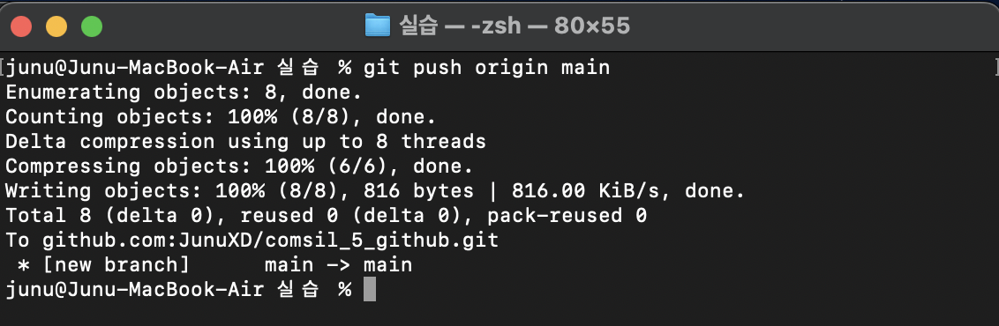 실습 — -zsh — 80×55
junu@Junu-MacBook-Air 실습 % git push origin main
Enumerating objects: 8, done.
Counting objects: 100% (8/8), done.
Delta compression using up to 8 threads
Compressing objects: 100% (6/6), done.
Writing objects: 100% (8/8), 816 bytes | 816.00 KiB/s, done.
Total 8 (delta 0), reused 0 (delta 0), pack-reused 0
To github.com:JunuXD/comsil_5_github.git
 * [new branch]      main -> main
junu@Junu-MacBook-Air 실습 %